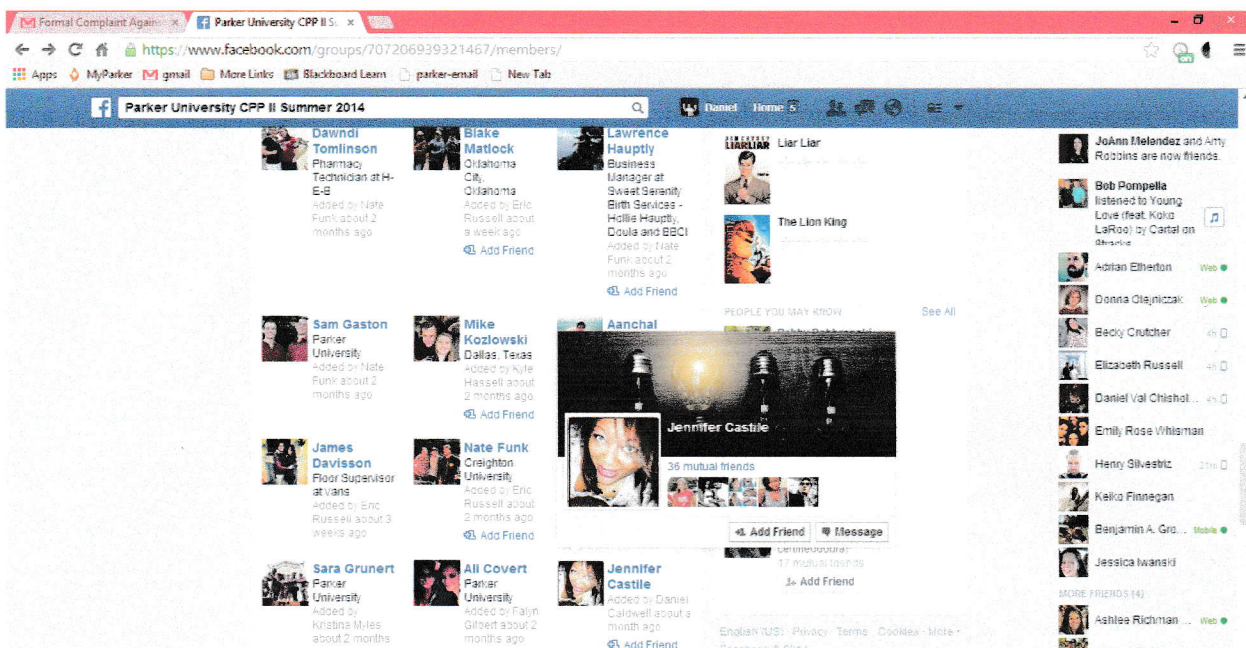 Formal Complaint Again
Parker University CPP II Su
https://www.facebook.com/groups/707206939321467/members/
Apps
MyParker
gmail
More Links
Blackboard Learn
parker-email
New Tab
Parker University CPP II Summer 2014
Daniel
Home 5
Dawndi
Tomlinson
Pharmacy
Technician at H-
E-B
Added by Nate
Funk about 2
months ago
Blake
Matlock
Oklahoma
City,
Oklahoma
Added by Eric
Russell about
a week ago
Add Friend
Lawrence
Hauptly
Business
Manager at
Sweet Serenity
Birth Services -
Hollie Hauptly,
Doula and BBCI
Added by Nate
Funk about 2
months ago
Add Friend
Sam Gaston
Parker
University
Added by Nate
Funk about 2
months ago
Mike
Kozlowski
Dallas, Texas
Added by Kyle
Hassell about
2 months ago
Add Friend
Aanchal
James
Davisson
Floor Supervisor
at vans
Added by Eric
Russell about 3
weeks ago
Nate Funk
Creighton
University
Added by Eric
Russell about
2 months ago
Add Friend
Sara Grunert
Parker
University
Added by
Kristina Myles
about 2 months
Ali Covert
Parker
University
Added by Falyn
Gilbert about 2
months ago
Jennifer
Castile
Added by Daniel
Caldwell about a
month ago
Add Friend
Jennifer Castile
36 mutual friends
Add Friend
Message
LIAR LIAR
Liar Liar
The Lion King
PEOPLE YOU MAY KNOW
See All
17 mutual friends
Add Friend
English (US) · Privacy · Terms · Cookies · More
JoAnn Melendez and Amy
Robbins are now friends.
Bob Pompella
listened to Young
Love (feat. Koko
LaRoo) by Cartel on
Adrian Etherton
Web
Donna Olejniczak
Web
Becky Crutcher
4h
Elizabeth Russell
4h
Daniel Val Chishol...
4h
Emily Rose Whisman
Henry Silvestriz
21m
Keiko Finnegan
Benjamin A. Gro...
Mobile
Jessica Iwanski
MORE FRIENDS (4)
Ashlee Richman ...
Web